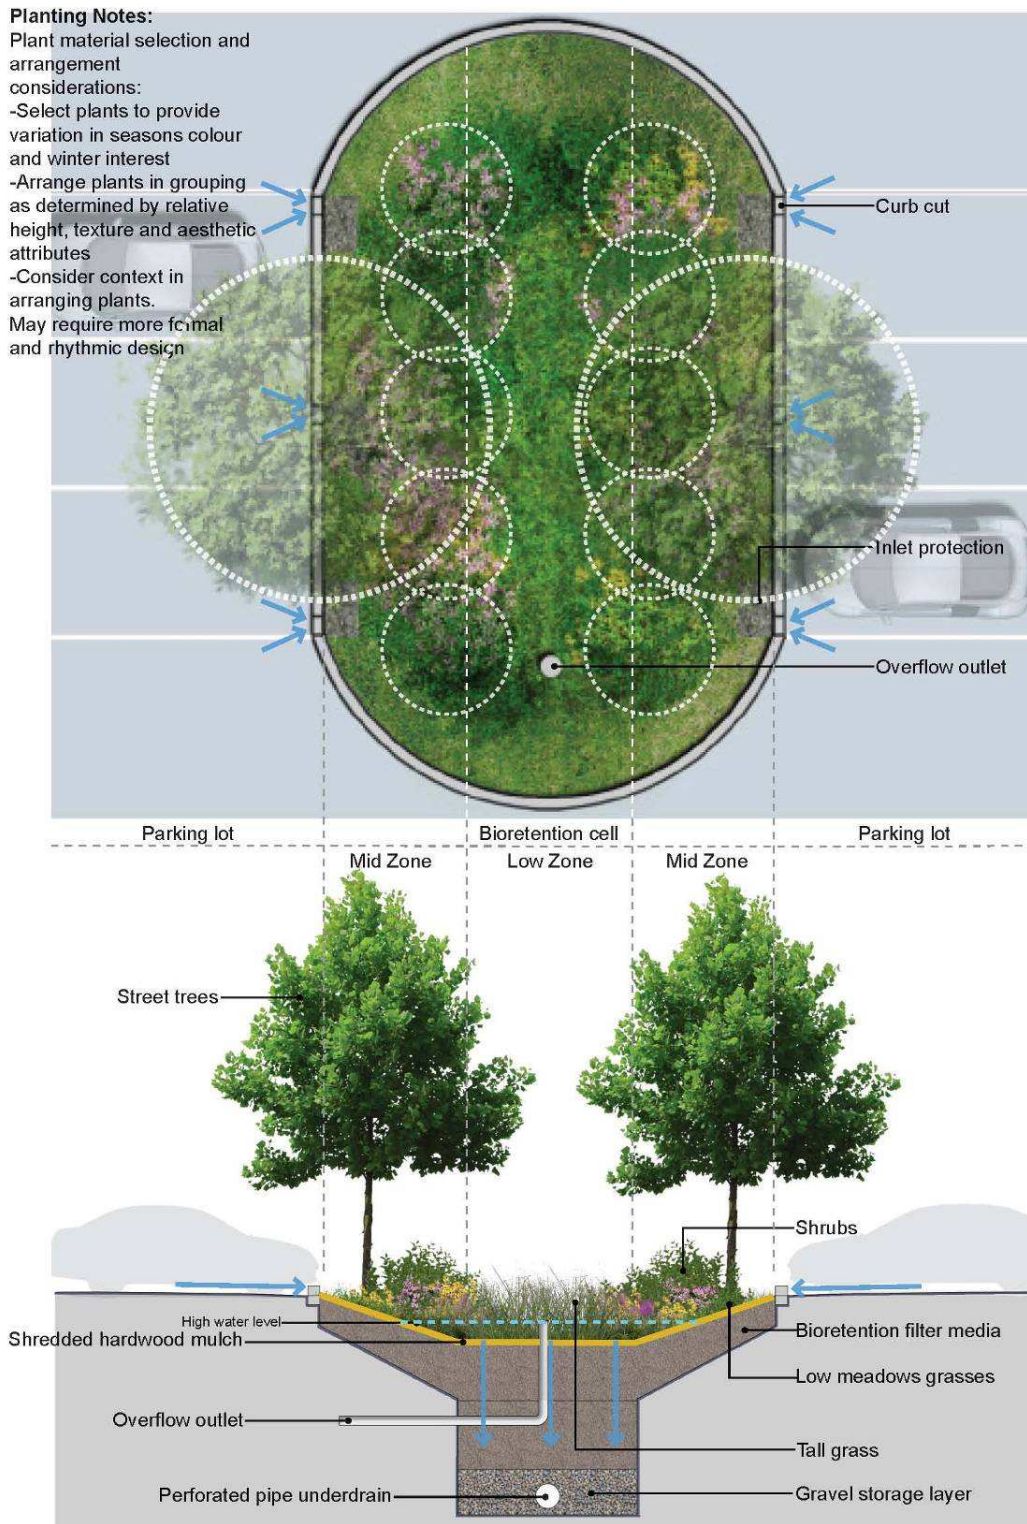 Planting Notes:
Plant material selection and
arrangement
considerations:
-Select plants to provide
variation in seasons colour
and winter interest
-Arrange plants in grouping
as determined by relative
height, texture and aesthetic
attributes
-Consider context in
arranging plants.
May require more formal
and rhythmic design
Curb cut
Inlet protection
Overflow outlet
Parking lot
Bioretention cell
Parking lot
Mid Zone
Low Zone
Mid Zone
Street trees
Shrubs
High water level
Shredded hardwood mulch
Bioretention filter media
Low meadows grasses
Overflow outlet
Tall grass
Perforated pipe underdrain
Gravel storage layer